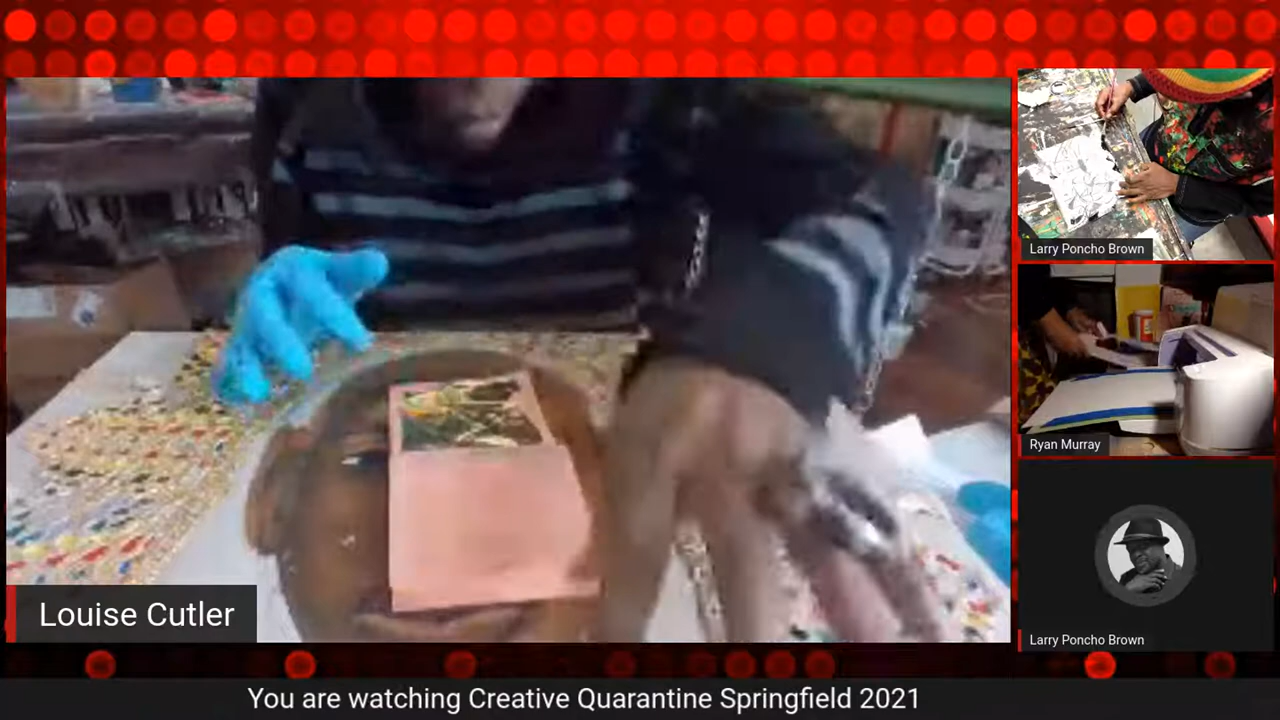 Larry Poncho Brown
Ryan Murray
Louise Cutler
Larry Poncho Brown
You are watching Creative Quarantine Springfield 2021